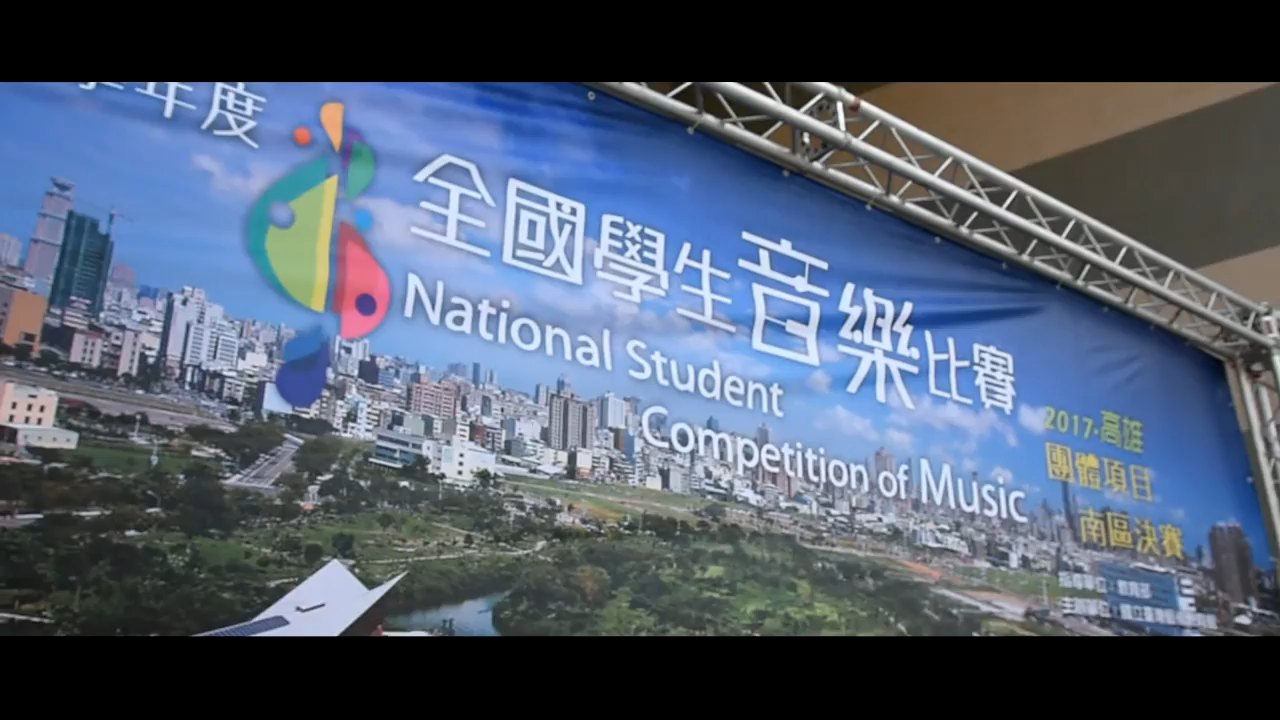 學年度
全國學生音樂比賽
National Student
Competition of Music
2017·高雄
團體項目
南區決賽